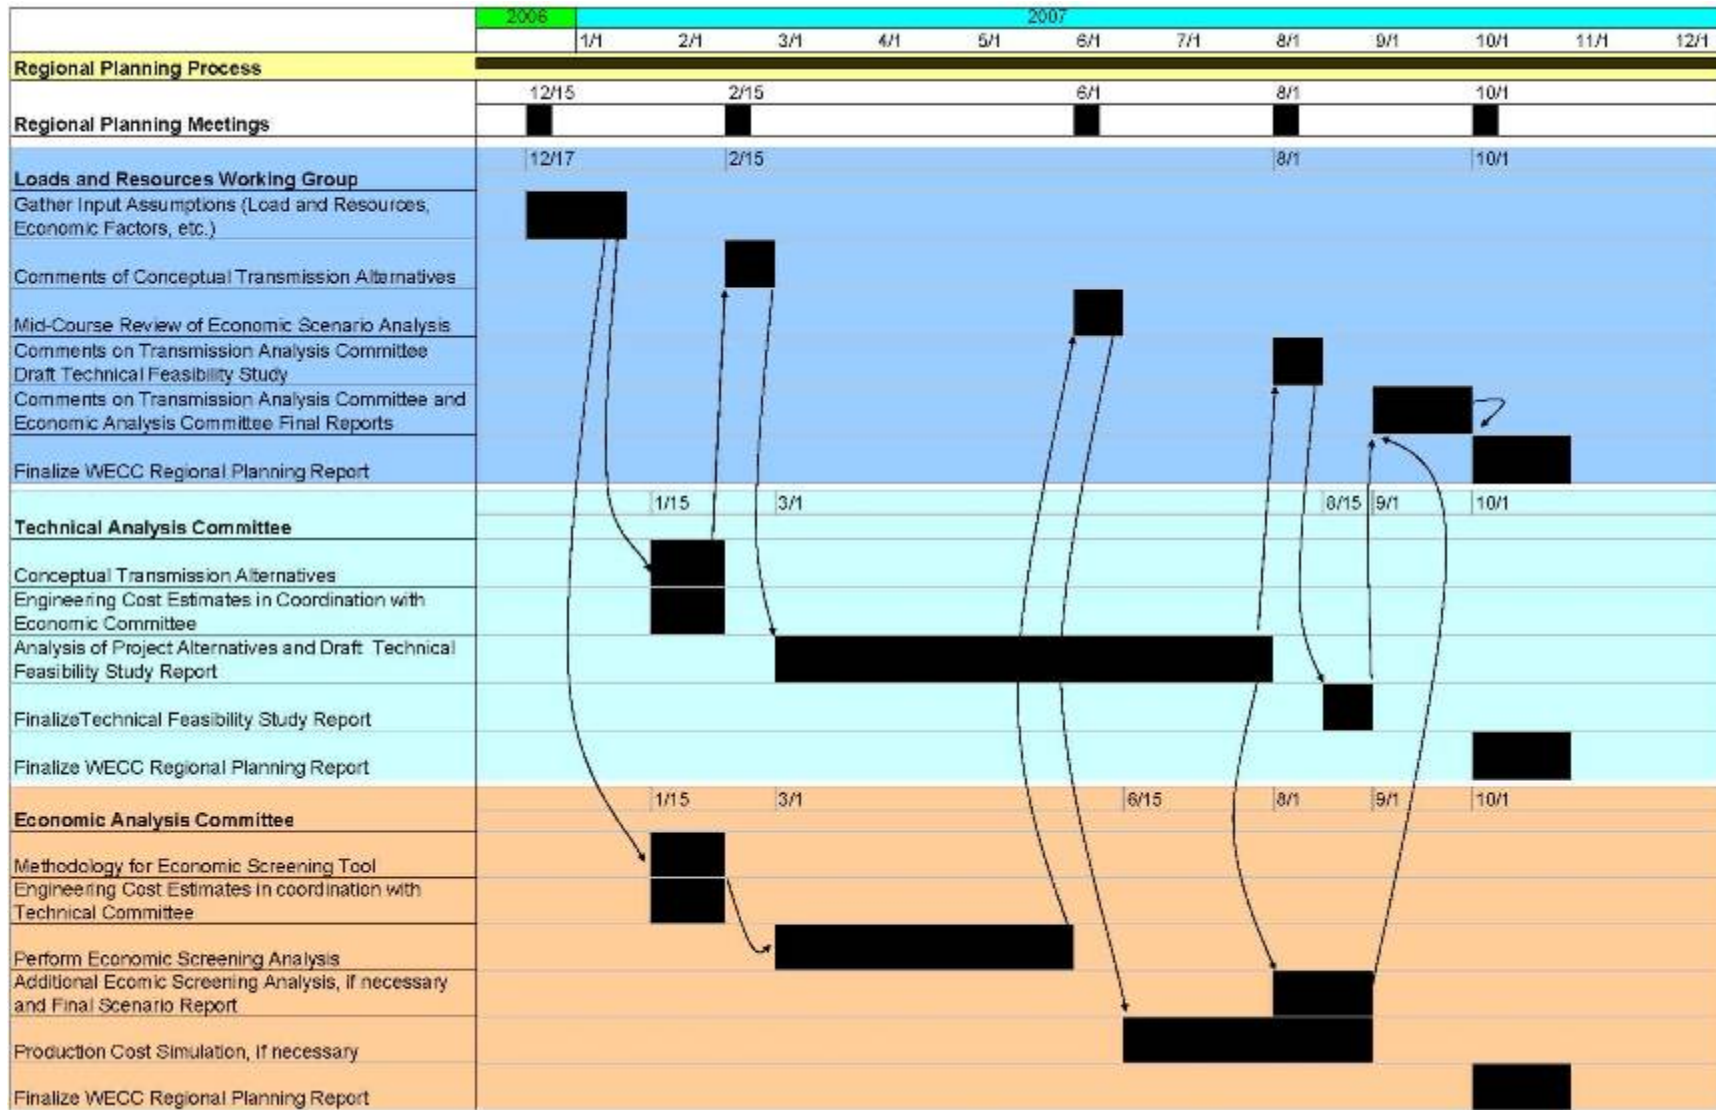 2006 2007
1/1 2/1 3/1 4/1 5/1 6/1 7/1 8/1 9/1 10/1 11/1 12/1
Regional Planning Process
12/15 2/15 6/1 8/1 10/1
Regional Planning Meetings
12/17 2/15 8/1 10/1
Loads and Resources Working Group
Gather Input Assumptions (Load and Resources,
Economic Factors, etc.)
Comments of Conceptual Transmission Alternatives
Mid-Course Review of Economic Scenario Analysis
Comments on Transmission Analysis Committee
Draft Technical Feasibility Study
Comments on Transmission Analysis Committee and
Economic Analysis Committee Final Reports
Finalize WECC Regional Planning Report
1/15 3/1 8/15 9/1 10/1
Technical Analysis Committee
Conceptual Transmission Alternatives
Engineering Cost Estimates in Coordination with
Economic Committee
Analysis of Project Alternatives and Draft Technical
Feasibility Study Report
FinalizeTechnical Feasibility Study Report
Finalize WECC Regional Planning Report
1/15 3/1 6/15 8/1 9/1 10/1
Economic Analysis Committee
Methodology for Economic Screening Tool
Engineering Cost Estimates in coordination with
Technical Committee
Perform Economic Screening Analysis
Additional Ecomic Screening Analysis, if necessary
and Final Scenario Report
Production Cost Simulation, if necessary
Finalize WECC Regional Planning Report